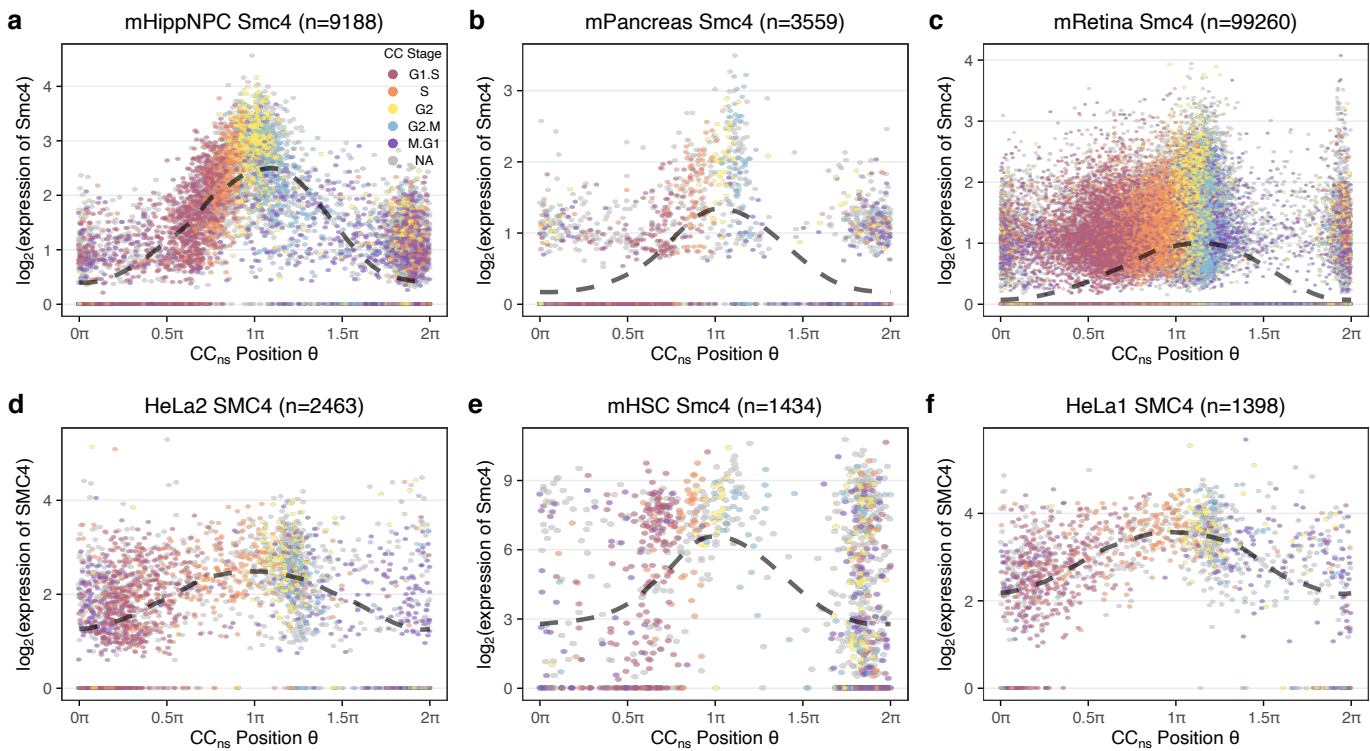 a
mHippNPC Smc4 (n=9188)
log2(expression of Smc4)
4
3
2
1
0
CC Stage
G1.S
S
G2
G2.M
M.G1
NA
0π 0.5π 1π 1.5π 2π
CCns Position θ
b
mPancreas Smc4 (n=3559)
log2(expression of Smc4)
3
2
1
0
0π 0.5π 1π 1.5π 2π
CCns Position θ
c
mRetina Smc4 (n=99260)
log2(expression of Smc4)
4
3
2
1
0
0π 0.5π 1π 1.5π 2π
CCns Position θ
d
HeLa2 SMC4 (n=2463)
log2(expression of SMC4)
4
2
0
0π 0.5π 1π 1.5π 2π
CCns Position θ
e
mHSC Smc4 (n=1434)
log2(expression of Smc4)
9
6
3
0
0π 0.5π 1π 1.5π 2π
CCns Position θ
f
HeLa1 SMC4 (n=1398)
log2(expression of SMC4)
4
2
0
0π 0.5π 1π 1.5π 2π
CCns Position θ